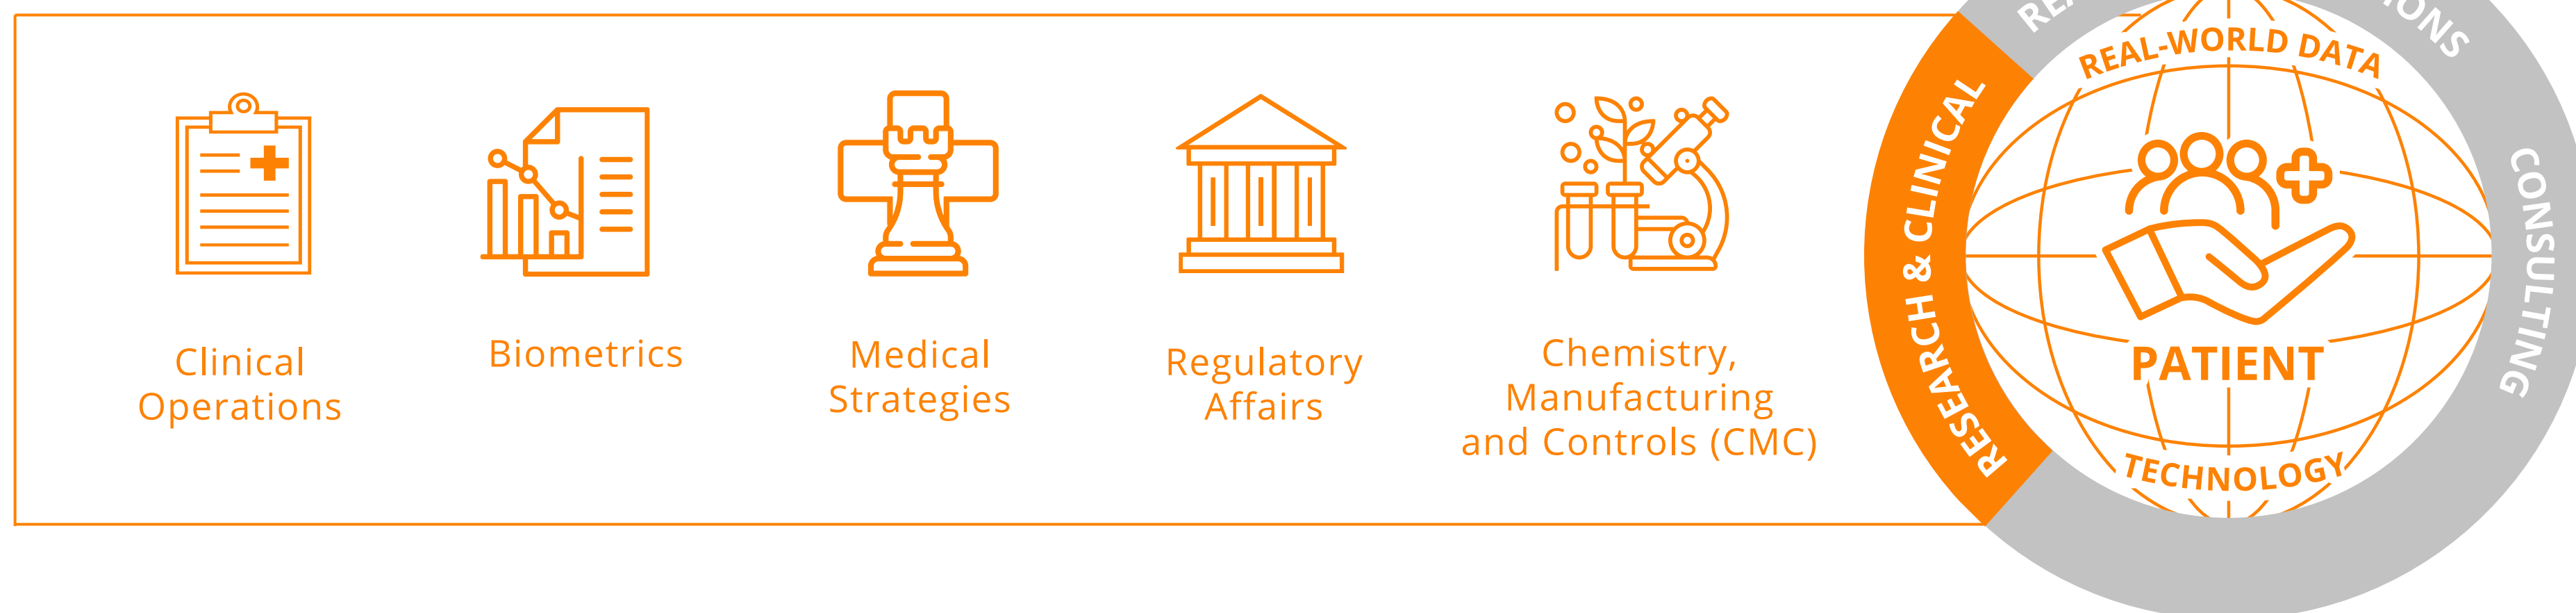 Clinical
Operations
Biometrics
Medical
Strategies
Regulatory
Affairs
Chemistry,
Manufacturing
and Controls (CMC)
RESEARCH & CLINICAL
REAL-WORLD DATA
PATIENT
TECHNOLOGY
CONSULTING